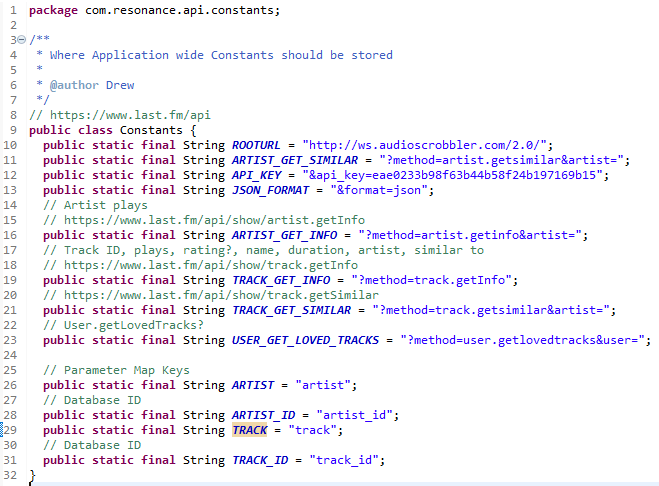 1 package com.resonance.api.constants;
2
3 /**
4  * Where Application wide Constants should be stored
5  *
6  * @author Drew
7  */
8 // https://www.last.fm/api
9 public class Constants {
10   public static final String ROOTURL = "http://ws.audioscrobbler.com/2.0/";
11   public static final String ARTIST_GET_SIMILAR = "?method=artist.getsimilar&artist=";
12   public static final String API_KEY = "&api_key=eae0233b98f63b44b58f24b197169b15";
13   public static final String JSON_FORMAT = "&format=json";
14   // Artist plays
15   // https://www.last.fm/api/show/artist.getInfo
16   public static final String ARTIST_GET_INFO = "?method=artist.getinfo&artist=";
17   // Track ID, plays, rating?, name, duration, artist, similar to
18   // https://www.last.fm/api/show/track.getInfo
19   public static final String TRACK_GET_INFO = "?method=track.getInfo";
20   // https://www.last.fm/api/show/track.getSimilar
21   public static final String TRACK_GET_SIMILAR = "?method=track.getsimilar&artist=";
22   // User.getLovedTracks?
23   public static final String USER_GET_LOVED_TRACKS = "?method=user.getlovedtracks&user=";
24
25   // Parameter Map Keys
26   public static final String ARTIST = "artist";
27   // Database ID
28   public static final String ARTIST_ID = "artist_id";
29   public static final String TRACK = "track";
30   // Database ID
31   public static final String TRACK_ID = "track_id";
32 }